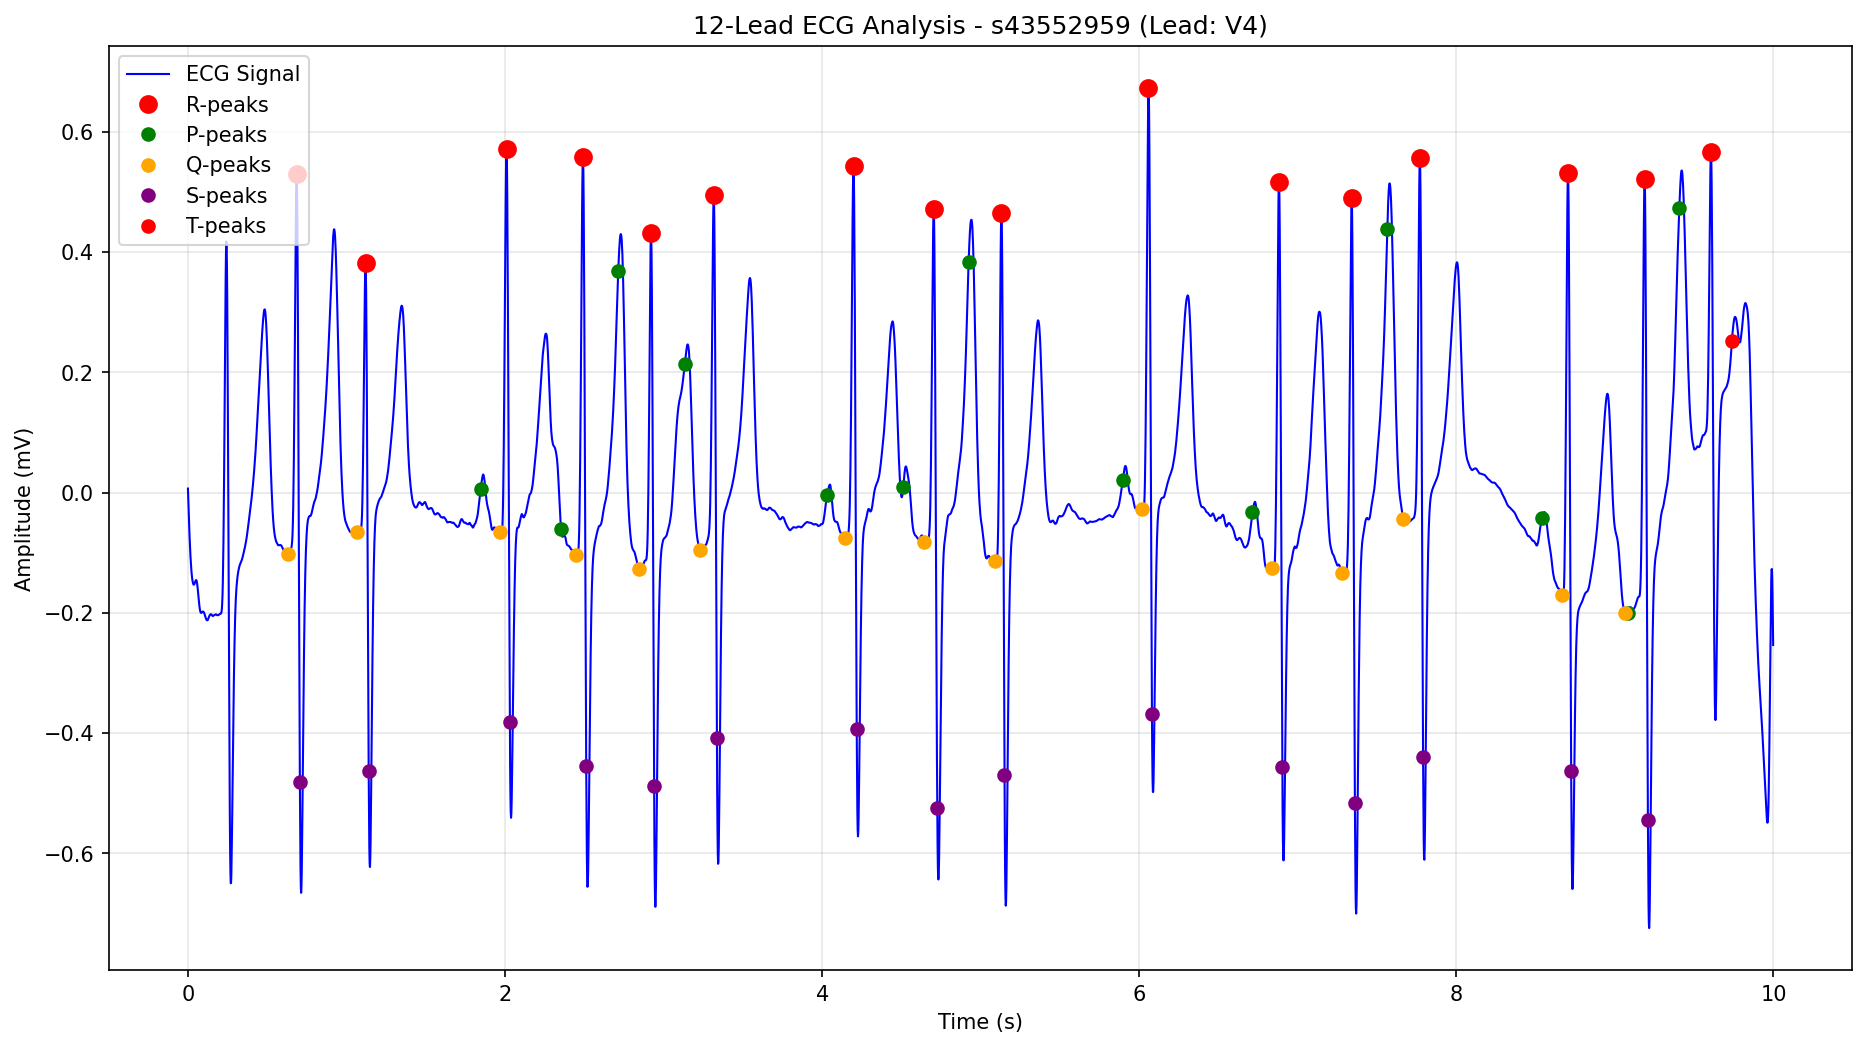 12-Lead ECG Analysis - s43552959 (Lead: V4)
ECG Signal
R-peaks
P-peaks
Q-peaks
S-peaks
T-peaks
Amplitude (mV)
0.6
0.4
0.2
0.0
−0.2
−0.4
−0.6
0 2 4 6 8 10
Time (s)